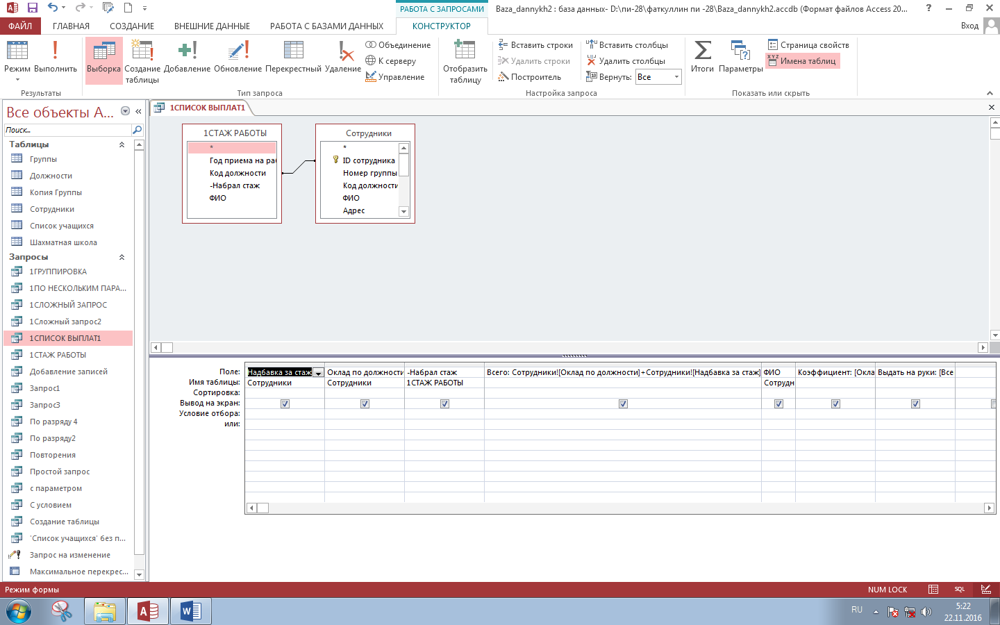 РАБОТА С ЗАПРОСАМИ
Baza_dannykh2 : база данных- D:\пи-28\фаткуллин пи -28\Baza_dannykh2.accdb (Формат файлов Access 20...
ФАЙЛ ГЛАВНАЯ СОЗДАНИЕ ВНЕШНИЕ ДАННЫЕ РАБОТА С БАЗАМИ ДАННЫХ КОНСТРУКТОР Вход
Режим Выполнить
Результаты
Выборка Создание таблицы Добавление Обновление Перекрестный Удаление
Объединение
К серверу
Управление
Тип запроса
Отобразить таблицу
Вставить строки
Удалить строки
Построитель
Вставить столбцы
Удалить столбцы
Вернуть: Все
Настройка запроса
Итоги Параметры
Страница свойств
XYZ Имена таблиц
Показать или скрыть
Все объекты A...
Поиск...
Таблицы
Группы
Должности
Копия Группы
Сотрудники
Список учащихся
Шахматная школа
Запросы
1ГРУППИРОВКА
1ПО НЕСКОЛЬКИМ ПАРА...
1СЛОЖНЫЙ ЗАПРОС
1Сложный запрос2
1СПИСОК ВЫПЛАТ1
1СТАЖ РАБОТЫ
Добавление записей
Запрос1
Запрос3
По разряду 4
По разряду2
Повторения
Простой запрос
с параметром
С условием
Создание таблицы
'Список учащихся' без п...
Запрос на изменение
Максимальное перекрес...
1СПИСОК ВЫПЛАТ1
1СТАЖ РАБОТЫ
*
Год приема на ра
Код должности
-Набрал стаж
ФИО
Сотрудники
*
ID сотрудника
Номер группы
Код должности
ФИО
Адрес
Поле: Надбавка за стаж Оклад по должности -Набрал стаж Всего: Сотрудники![Оклад по должности]+Сотрудники![Надбавка за стаж] ФИО Коэффициент: [Окла Выдать на руки: [Все
Имя таблицы: Сотрудники Сотрудники 1СТАЖ РАБОТЫ Сотрудн
Сортировка:
Вывод на экран:
Условие отбора:
или:
Режим формы NUM LOCK SQL
RU 5:22
22.11.2016